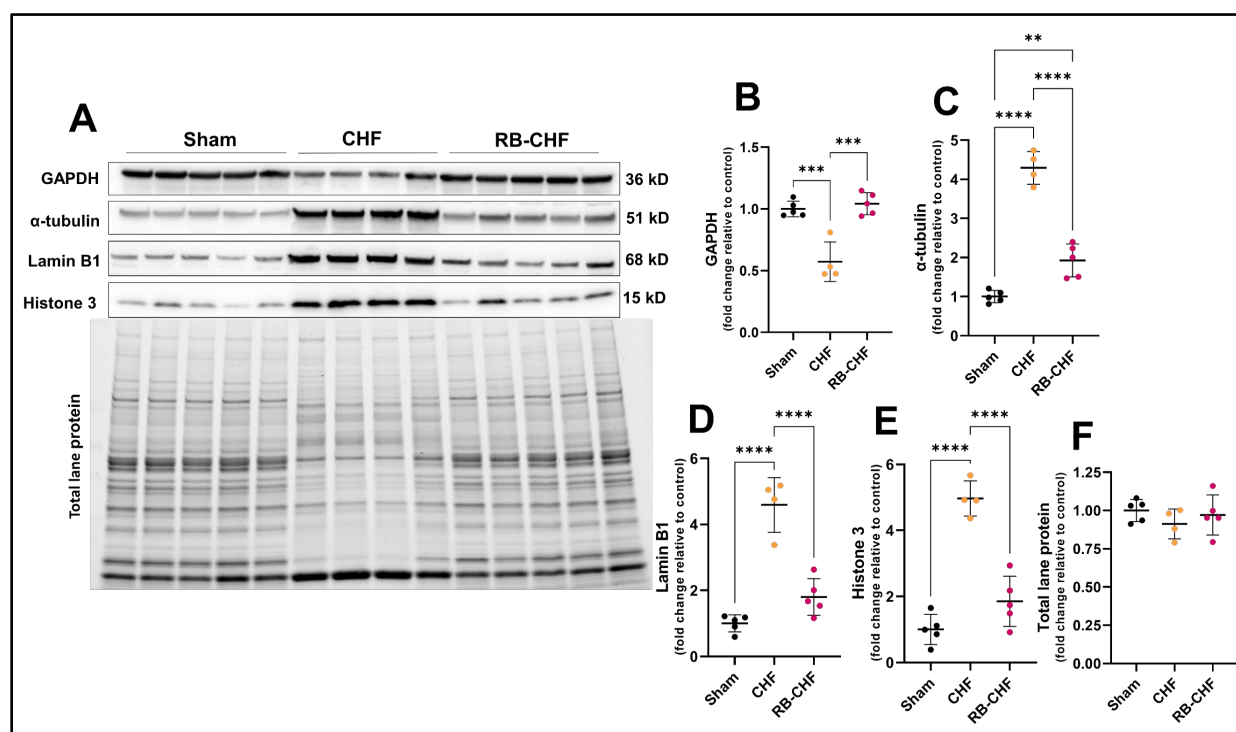 A
Sham CHF RB-CHF
GAPDH 36 kD
α-tubulin 51 kD
Lamin B1 68 kD
Histone 3 15 kD
Total lane protein
B
*** ***
GAPDH
(fold change relative to control)
1.5
1.0
0.5
0.0
Sham CHF RB-CHF
C
**
****
****
α-tubulin
(fold change relative to control)
5
4
3
2
1
0
Sham CHF RB-CHF
D
****
****
Lamin B1
(fold change relative to control)
6
4
2
0
Sham CHF RB-CHF
E
****
****
Histone 3
(fold change relative to control)
6
4
2
0
Sham CHF RB-CHF
F
Total lane protein
(fold change relative to control)
1.25
1.00
0.75
0.50
0.25
0.00
Sham CHF RB-CHF